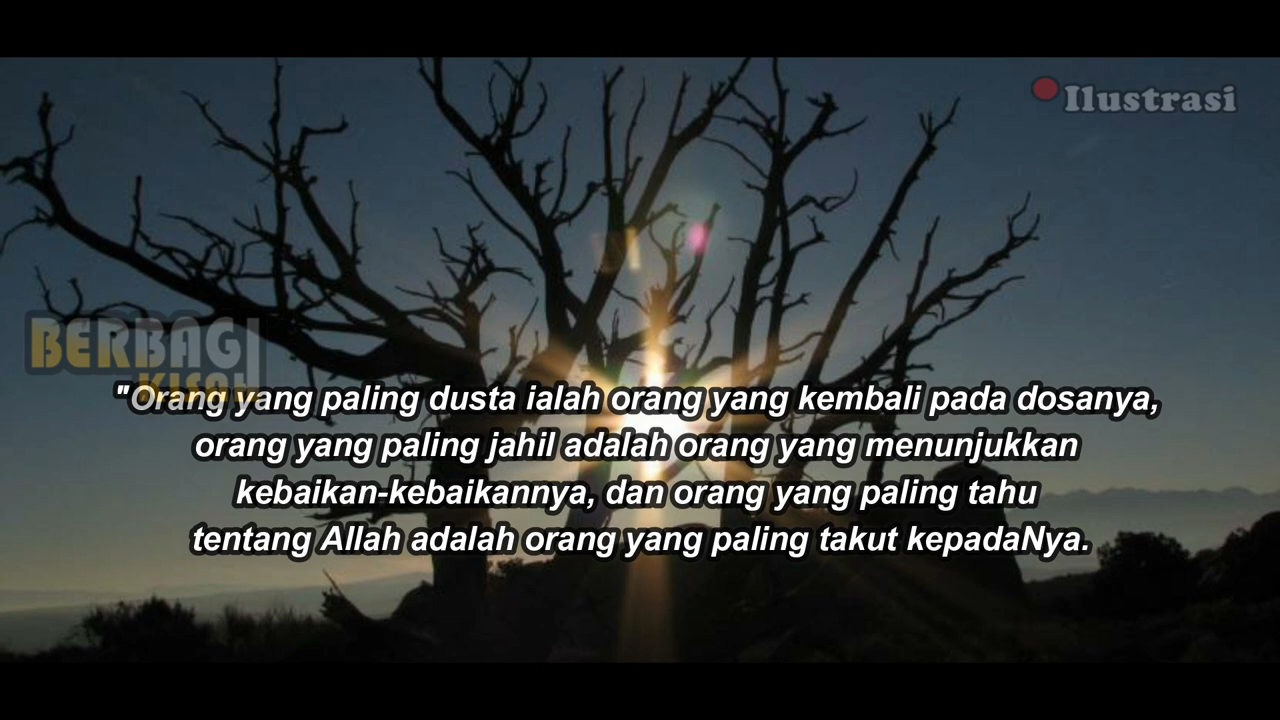 Ilustrasi
BERBAGI
KISAH
"Orang yang paling dusta ialah orang yang kembali pada dosanya,
orang yang paling jahil adalah orang yang menunjukkan
kebaikan-kebaikannya, dan orang yang paling tahu
tentang Allah adalah orang yang paling takut kepadaNya.